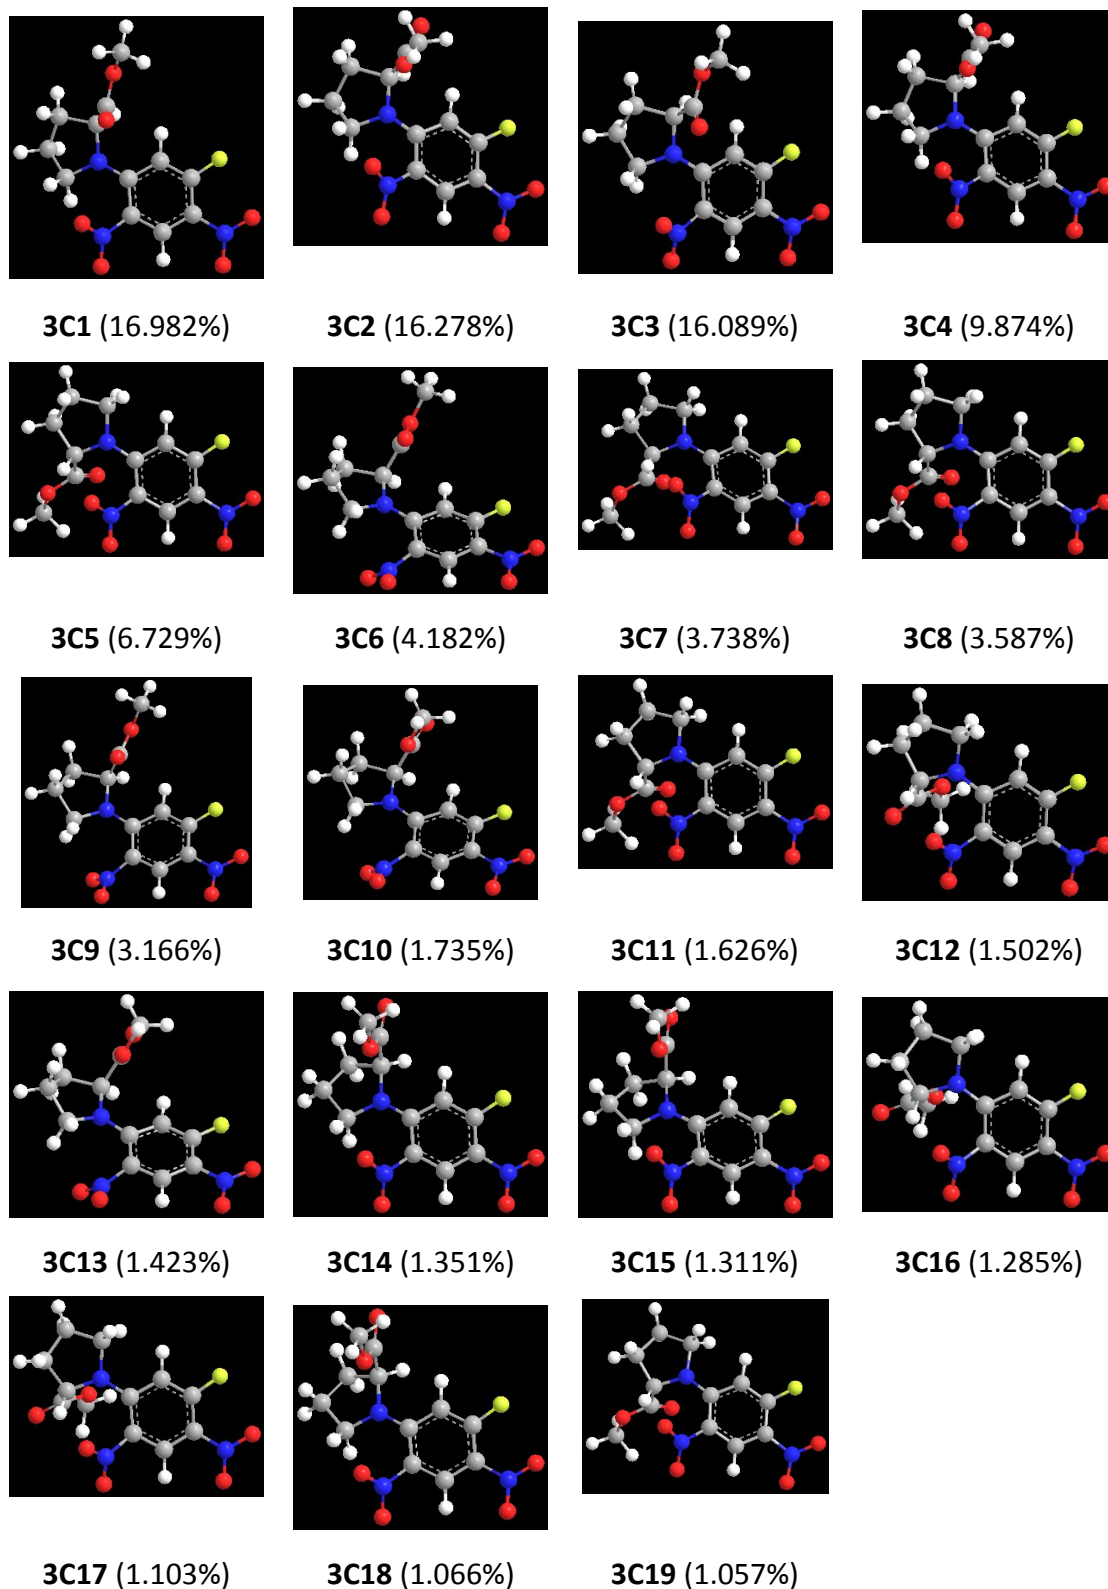 3C1 (16.982%) 3C2 (16.278%) 3C3 (16.089%) 3C4 (9.874%)
3C5 (6.729%) 3C6 (4.182%) 3C7 (3.738%) 3C8 (3.587%)
3C9 (3.166%) 3C10 (1.735%) 3C11 (1.626%) 3C12 (1.502%)
3C13 (1.423%) 3C14 (1.351%) 3C15 (1.311%) 3C16 (1.285%)
3C17 (1.103%) 3C18 (1.066%) 3C19 (1.057%)